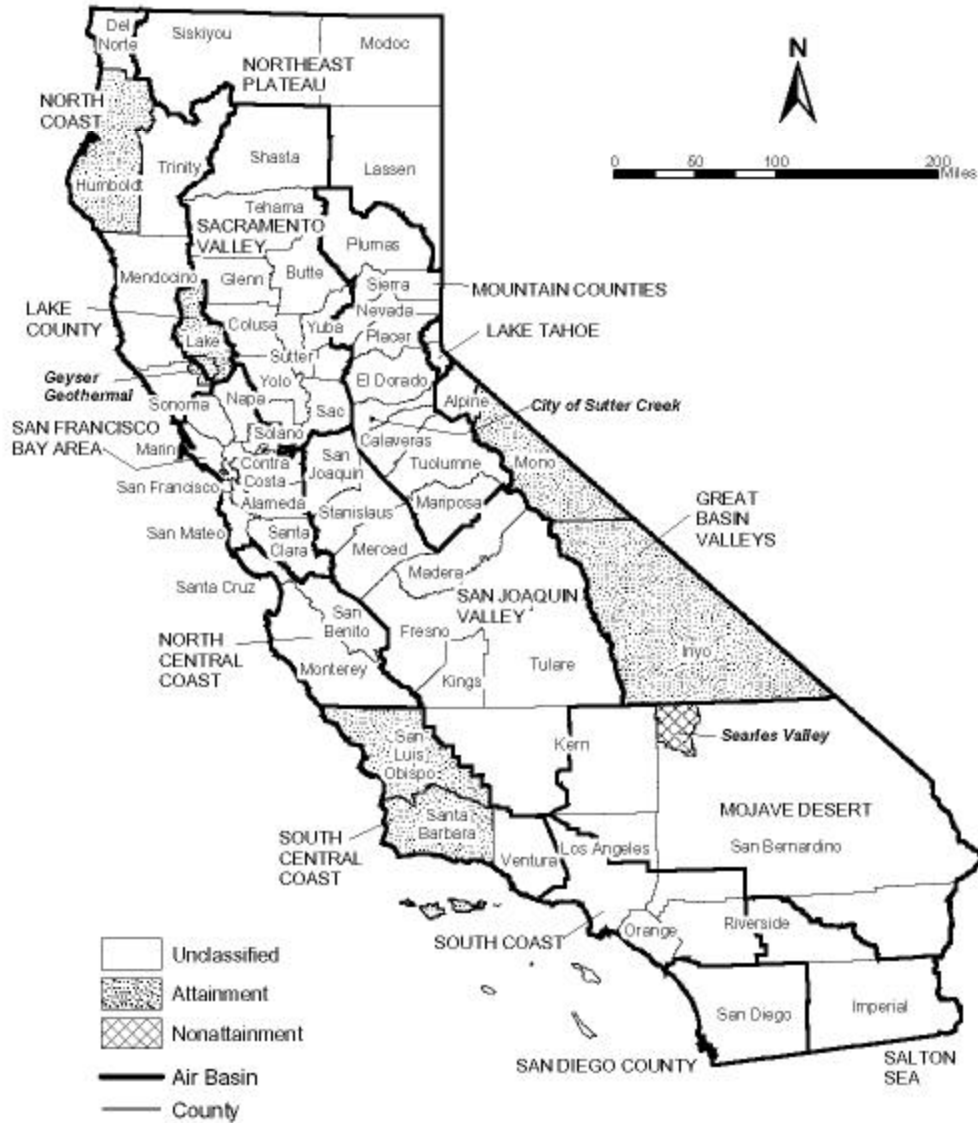 Del
Norte
Siskiyou
Modoc
NORTHEAST
PLATEAU
N
NORTH
COAST
0 50 100 200
Miles
Humboldt
Trinity
Shasta
Lassen
Tehama
SACRAMENTO
VALLEY
Plumas
Mendocino
Glenn
Butte
Sierra
MOUNTAIN COUNTIES
LAKE
COUNTY
Colusa
Yuba
Nevada
Placer
LAKE TAHOE
Lake
Sutter
Geyser
Geothermal
Yolo
El Dorado
Sonoma
Napa
Sac
Alpine
City of Sutter Creek
SAN FRANCISCO
BAY AREA
Solano
Calaveras
Marin
Contra
Costa
San
Joaquin
Tuolumne
Mono
San Francisco
Alameda
Stanislaus
Mariposa
GREAT
BASIN
VALLEYS
San Mateo
Santa
Clara
Merced
Madera
Santa Cruz
SAN JOAQUIN
VALLEY
San
Benito
Fresno
Inyo
NORTH
CENTRAL
COAST
Monterey
Kings
Tulare
San
Luis
Obispo
Kern
Searles Valley
MOJAVE DESERT
Santa
Barbara
SOUTH
CENTRAL
COAST
Ventura
Los Angeles
San Bernardino
SOUTH COAST
Orange
Riverside
Unclassified
Attainment
Nonattainment
Air Basin
County
San Diego
Imperial
SAN DIEGO COUNTY
SALTON
SEA